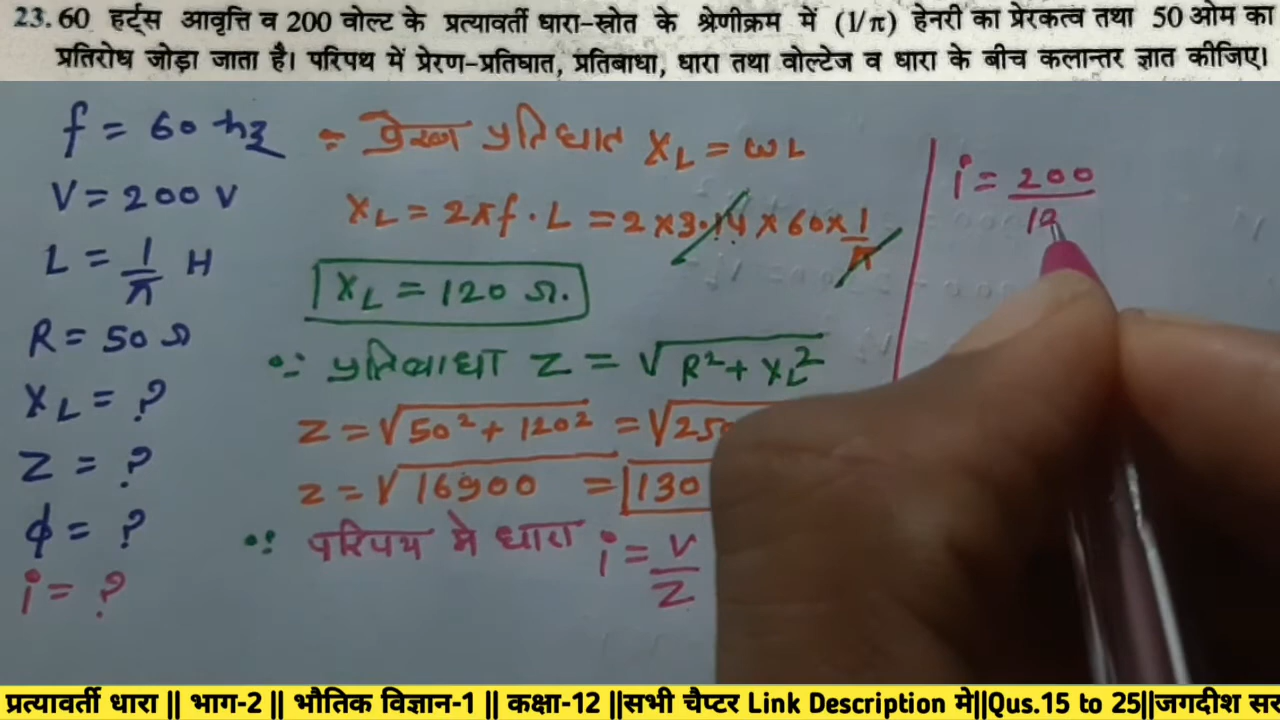 23. 60 हर्ट्स आवृत्ति व 200 वोल्ट के प्रत्यावर्ती धारा-स्रोत के श्रेणीक्रम में (1/π) हेनरी का प्रेरकत्व तथा 50 ओम का
प्रतिरोध जोड़ा जाता है। परिपथ में प्रेरण-प्रतिघात, प्रतिबाधा, धारा तथा वोल्टेज व धारा के बीच कलान्तर ज्ञात कीजिए।
f = 60 हर्ट्ज
V = 200 V
L = 1/π H
R = 50 Ω
XL = ?
Z = ?
ϕ = ?
i = ?
∵ प्रेरण प्रतिघात XL = ωL
XL = 2πf · L = 2 × 3.14 × 60 × 1/π
XL = 120 Ω.
∵ प्रतिबाधा Z = √R² + XL²
Z = √50² + 120² = √250
Z = √16900 = 130
∵ परिपथ मे धारा i = V/Z
i = 200/13
प्रत्यावर्ती धारा || भाग-2 || भौतिक विज्ञान-1 || कक्षा-12 ||सभी चैप्टर Link Description मे||Qus.15 to 25||जगदीश सर